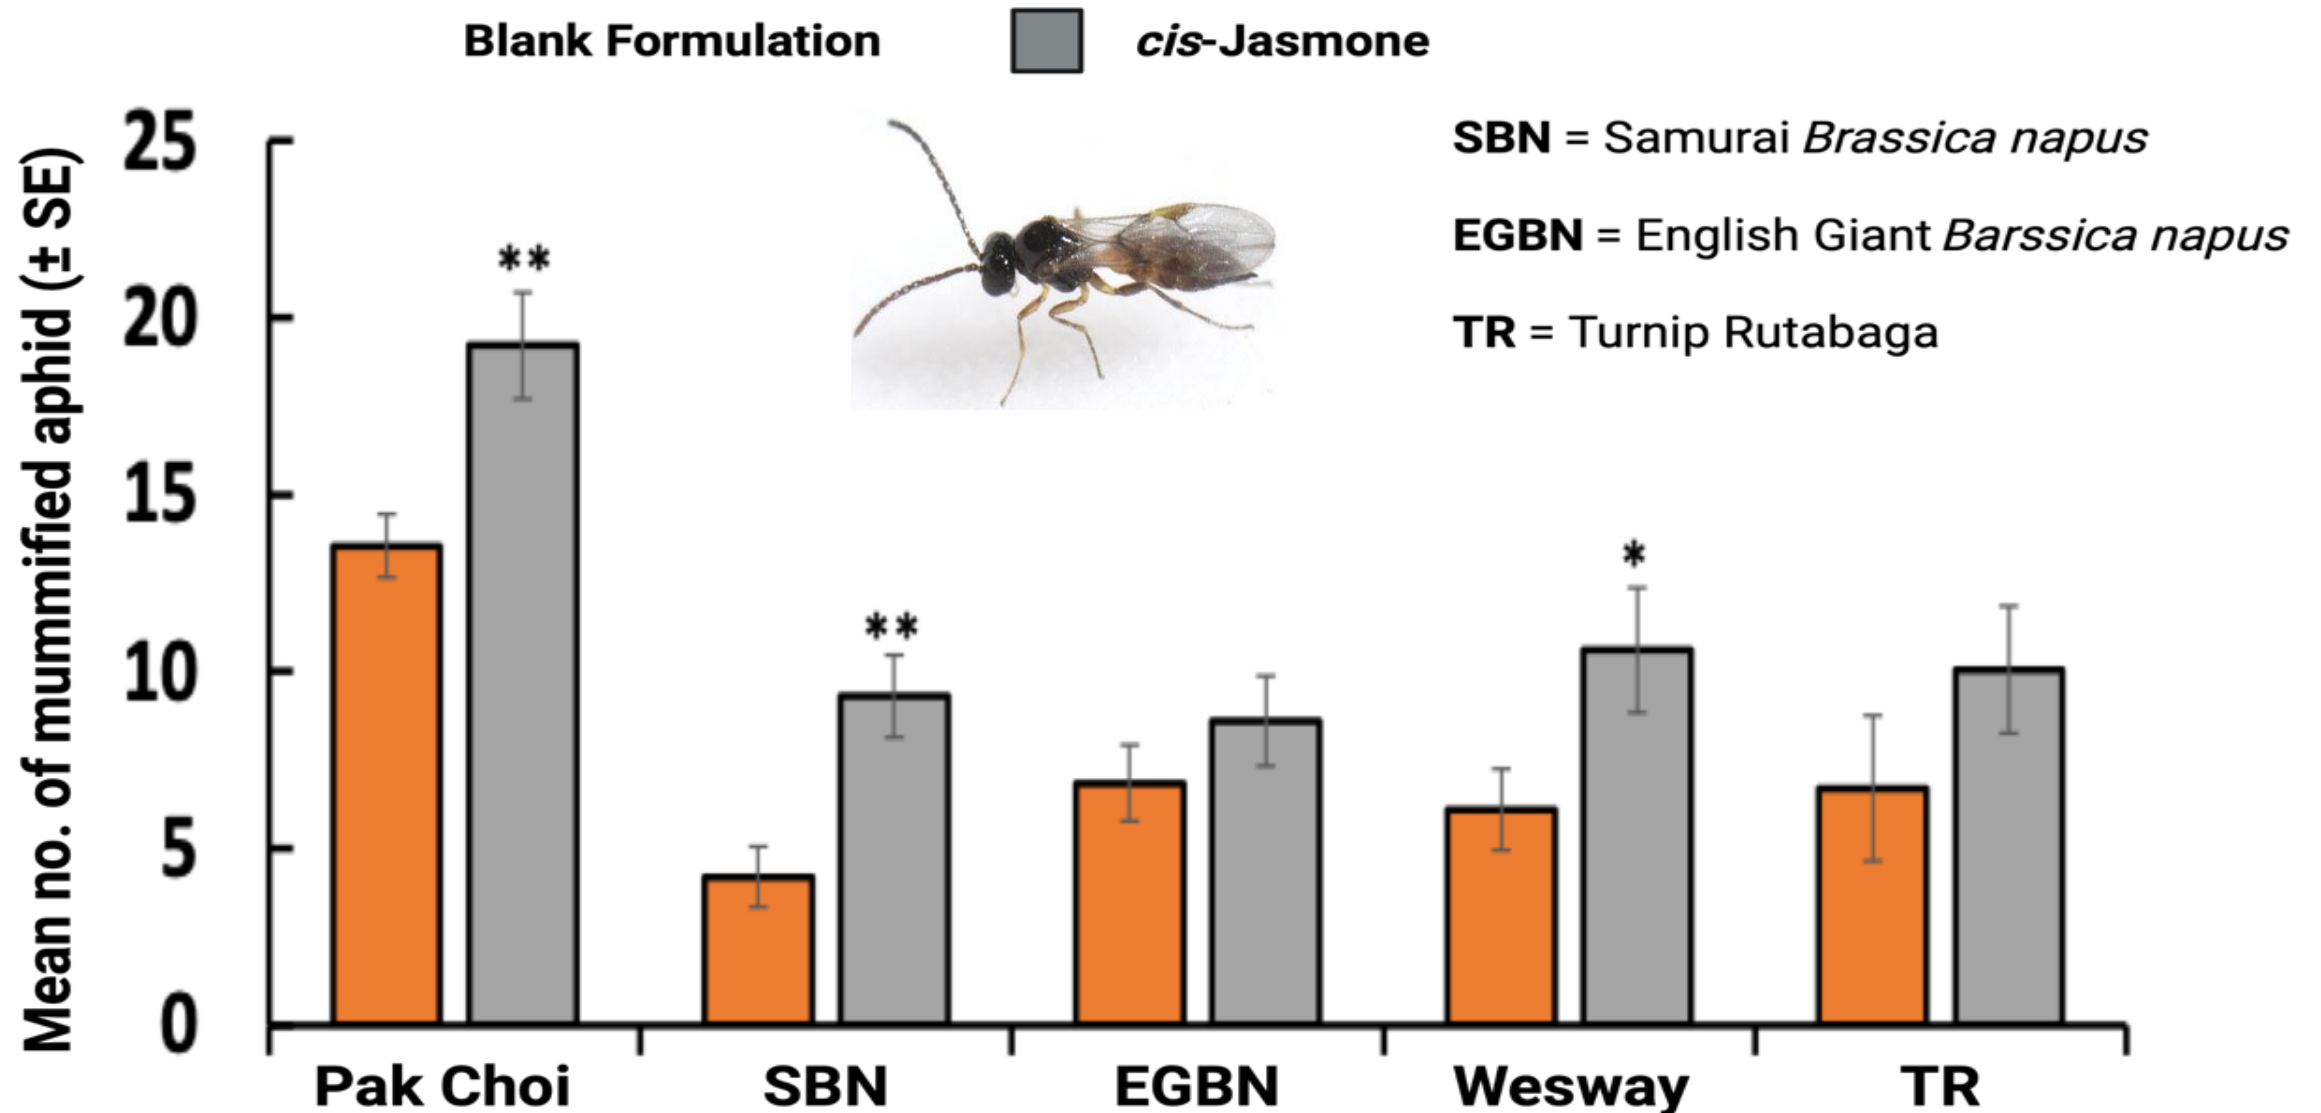 Blank Formulation cis-Jasmone
SBN = Samurai Brassica napus
EGBN = English Giant Barssica napus
TR = Turnip Rutabaga
Mean no. of mummified aphid (± SE)
25
20
15
10
5
0
**
**
*
Pak Choi SBN EGBN Wesway TR